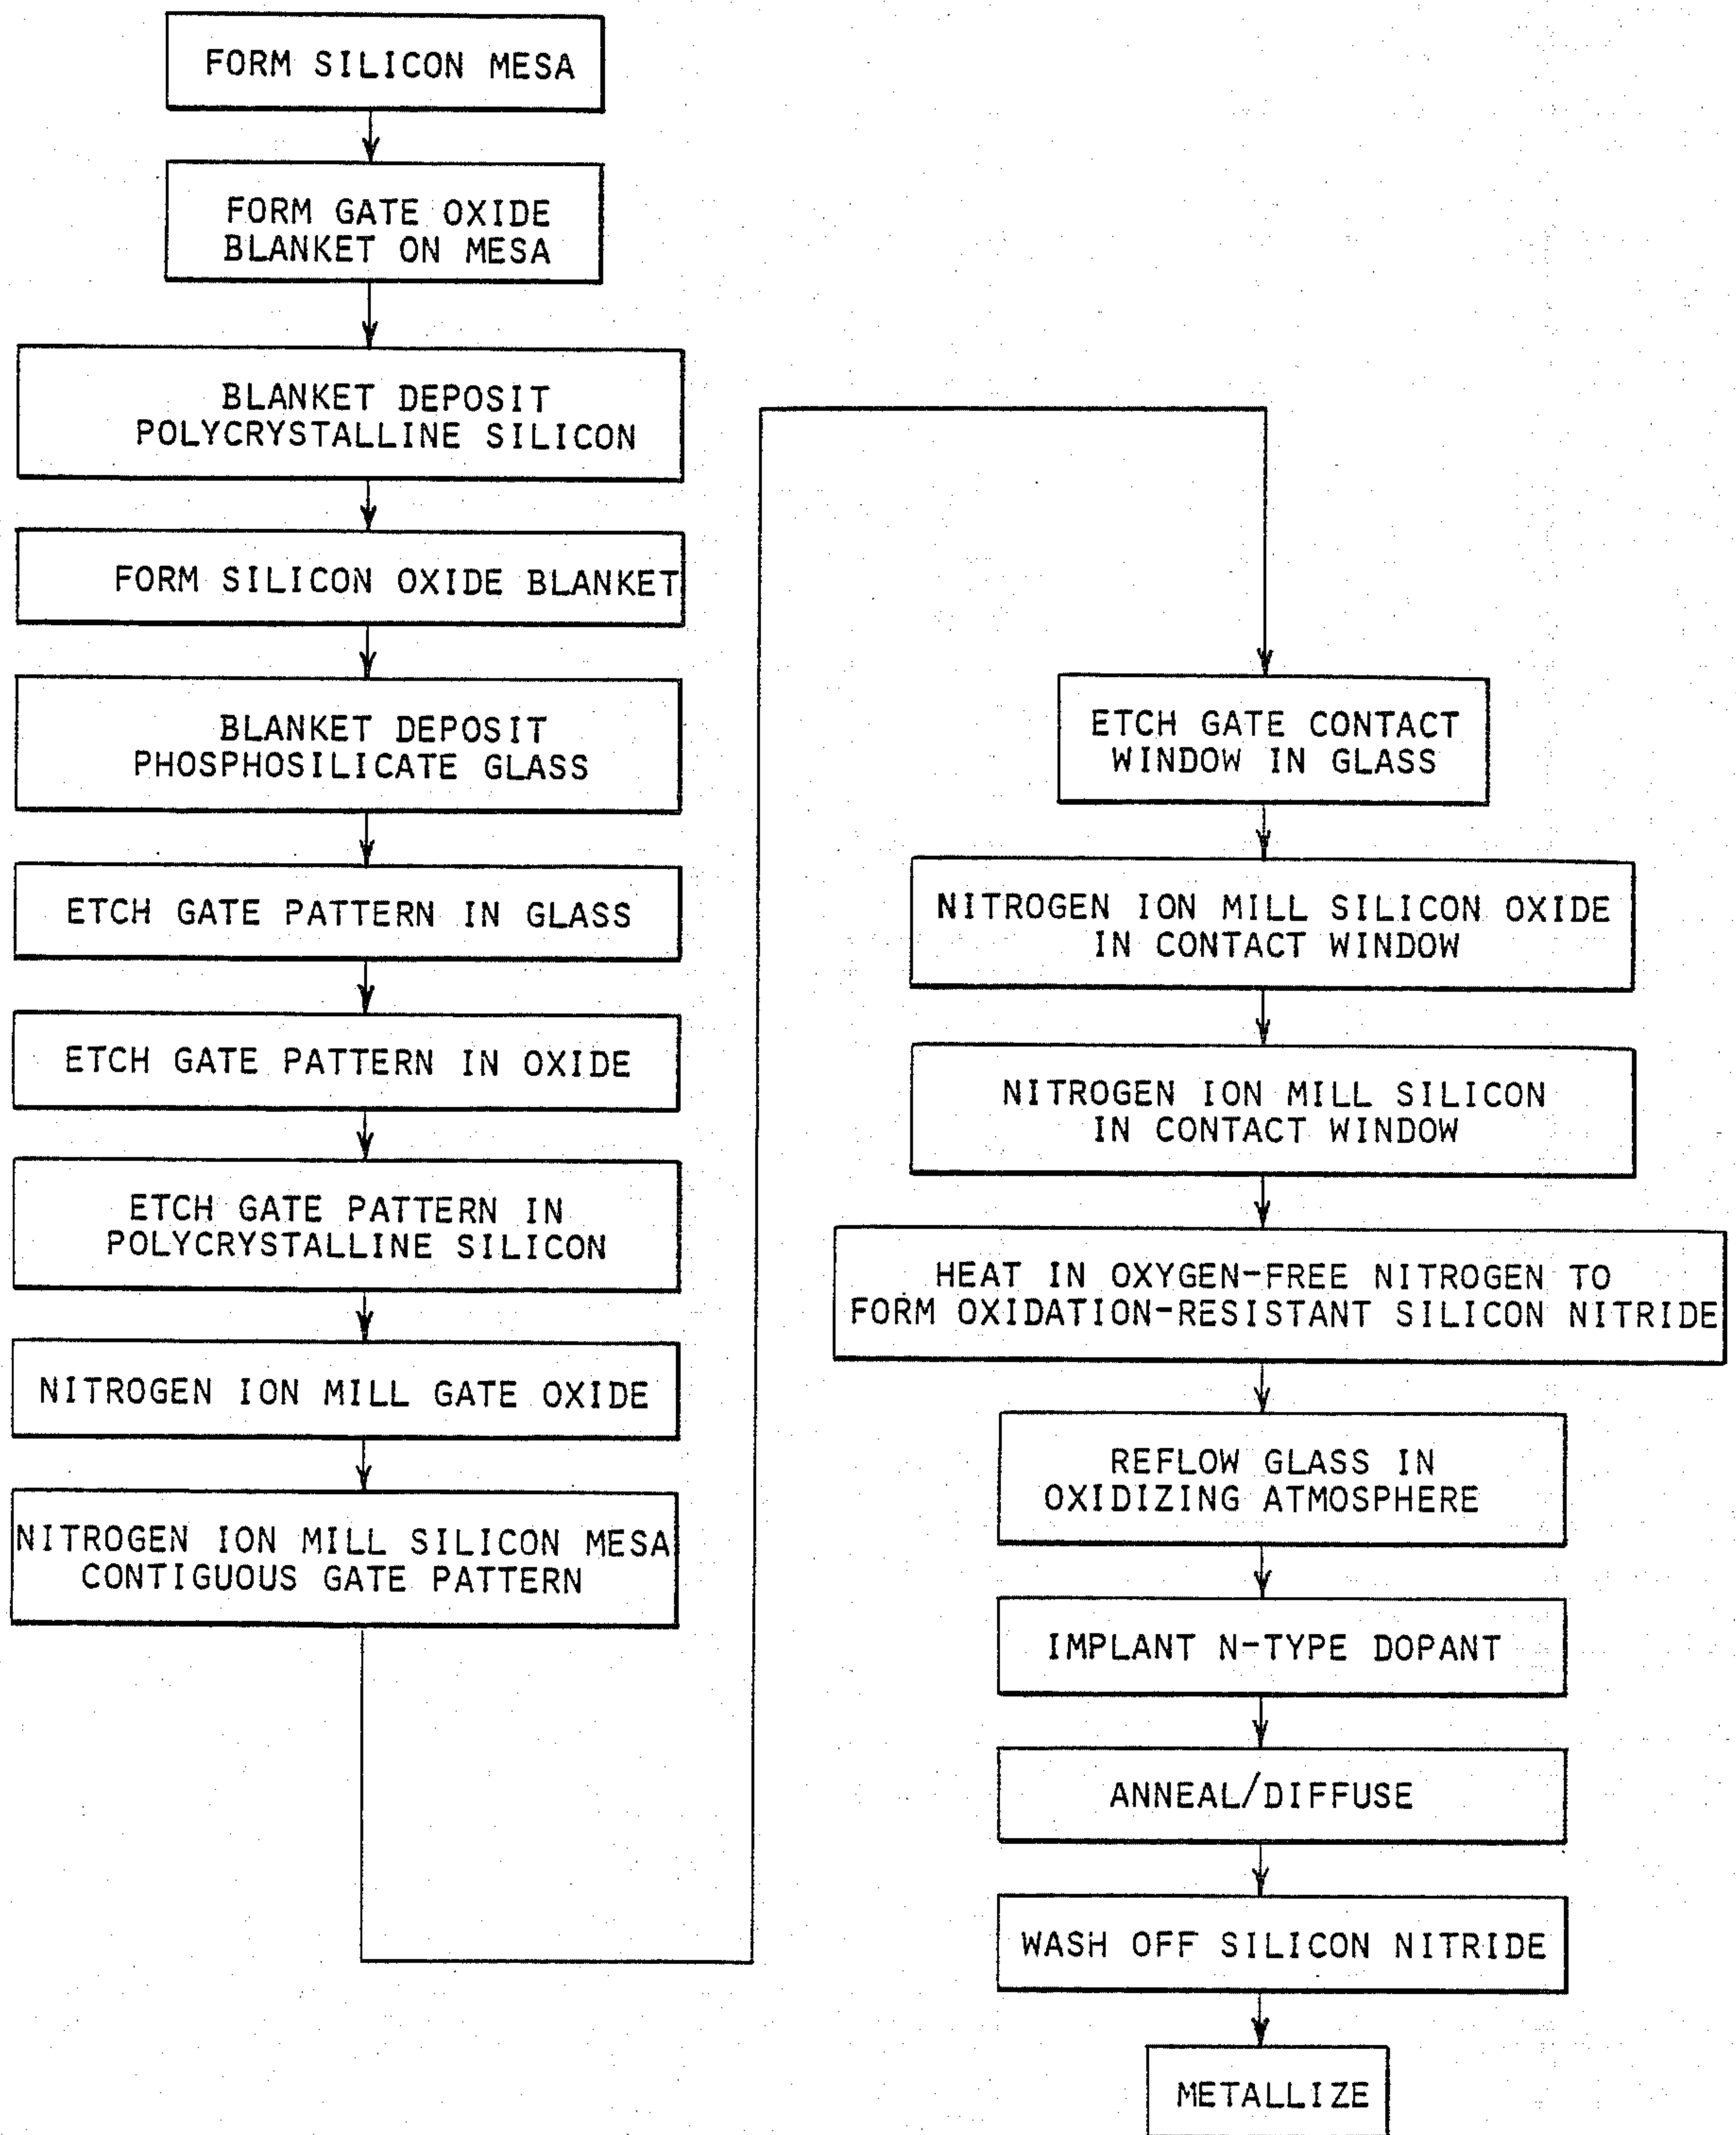 FORM SILICON MESA
FORM GATE OXIDE
BLANKET ON MESA
BLANKET DEPOSIT
POLYCRYSTALLINE SILICON
FORM SILICON OXIDE BLANKET
BLANKET DEPOSIT
PHOSPHOSILICATE GLASS
ETCH GATE PATTERN IN GLASS
ETCH GATE PATTERN IN OXIDE
ETCH GATE PATTERN IN
POLYCRYSTALLINE SILICON
NITROGEN ION MILL GATE OXIDE
NITROGEN ION MILL SILICON MESA
CONTIGUOUS GATE PATTERN
ETCH GATE CONTACT
WINDOW IN GLASS
NITROGEN ION MILL SILICON OXIDE
IN CONTACT WINDOW
NITROGEN ION MILL SILICON
IN CONTACT WINDOW
HEAT IN OXYGEN-FREE NITROGEN TO
FORM OXIDATION-RESISTANT SILICON NITRIDE
REFLOW GLASS IN
OXIDIZING ATMOSPHERE
IMPLANT N-TYPE DOPANT
ANNEAL/DIFFUSE
WASH OFF SILICON NITRIDE
METALLIZE